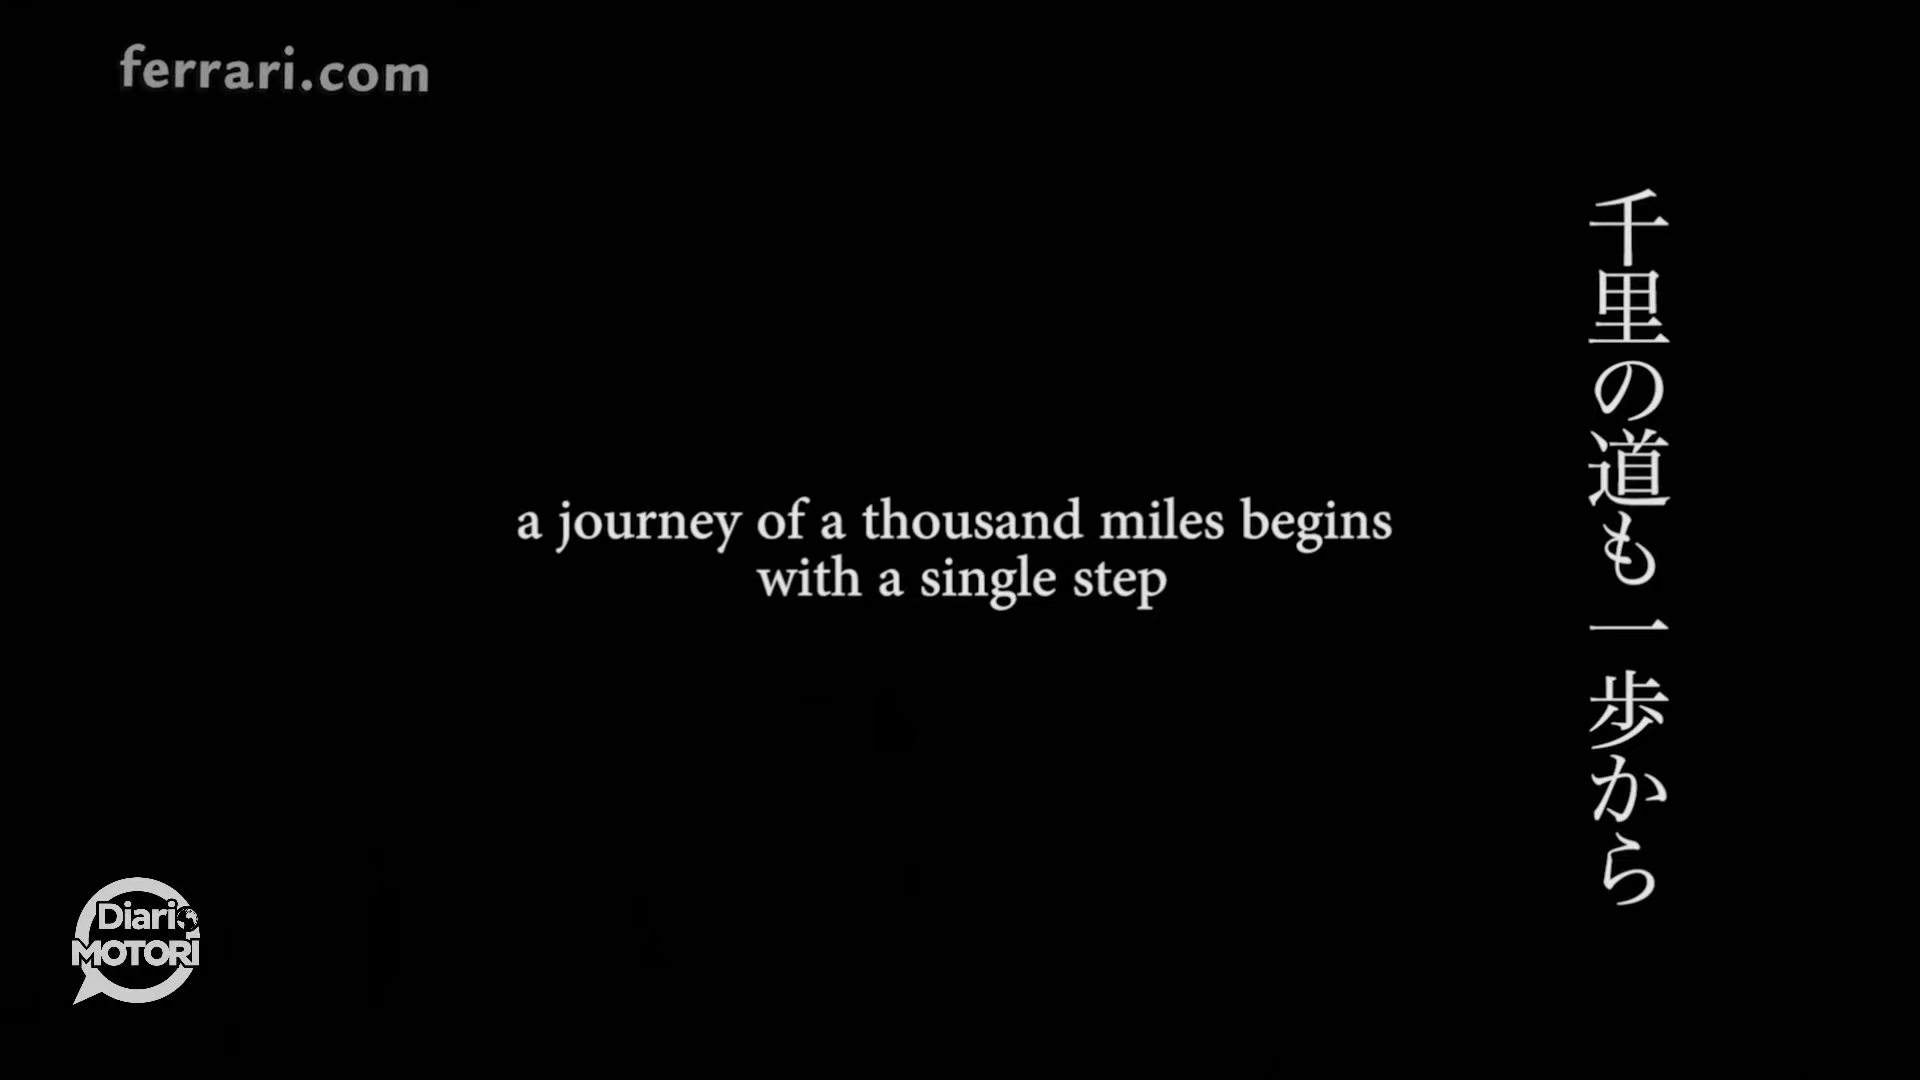 ferrari.com
a journey of a thousand miles begins
with a single step
千里の道も一歩から
Diario
MOTORI